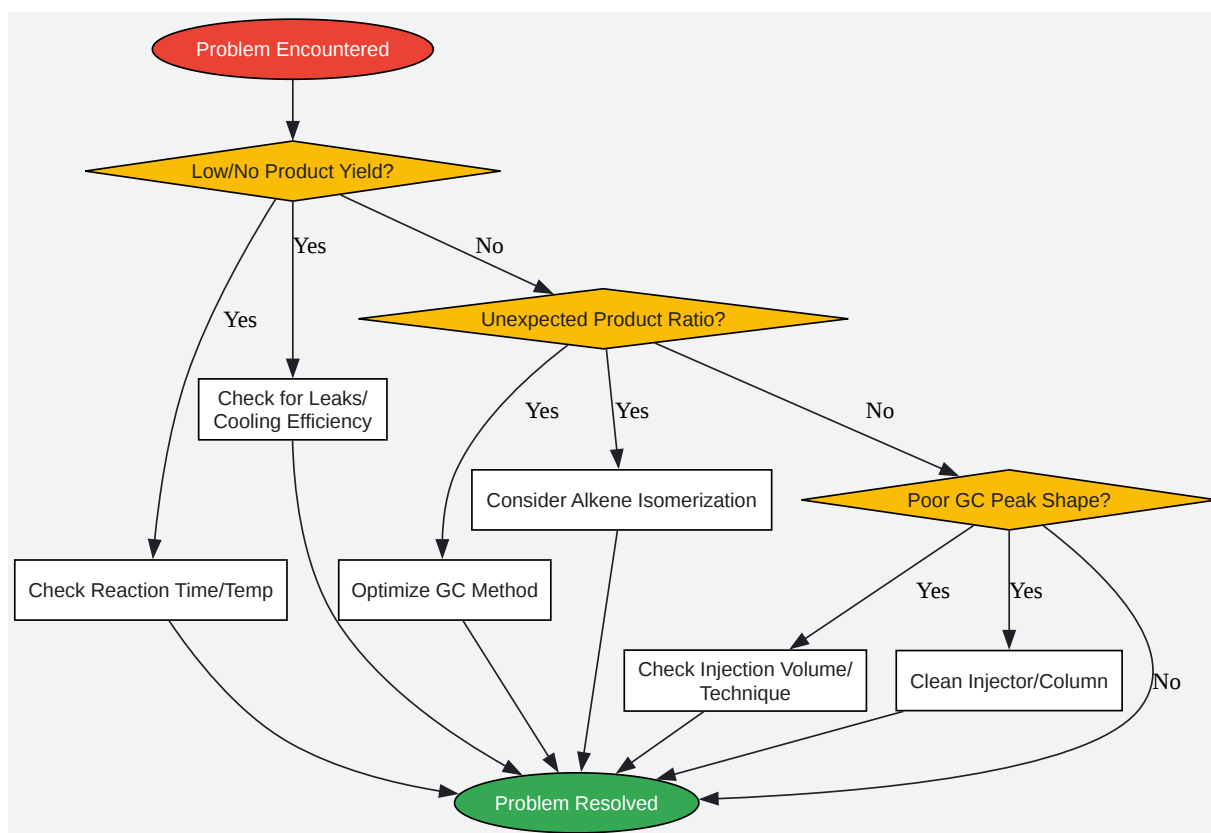 Problem Encountered
Low/No Product Yield?
Yes
No
Yes
Unexpected Product Ratio?
Check for Leaks/
Cooling Efficiency
Yes
Yes
No
Consider Alkene Isomerization
Poor GC Peak Shape?
Check Reaction Time/Temp
Optimize GC Method
Yes
Yes
Check Injection Volume/
Technique
Clean Injector/Column
No
Problem Resolved